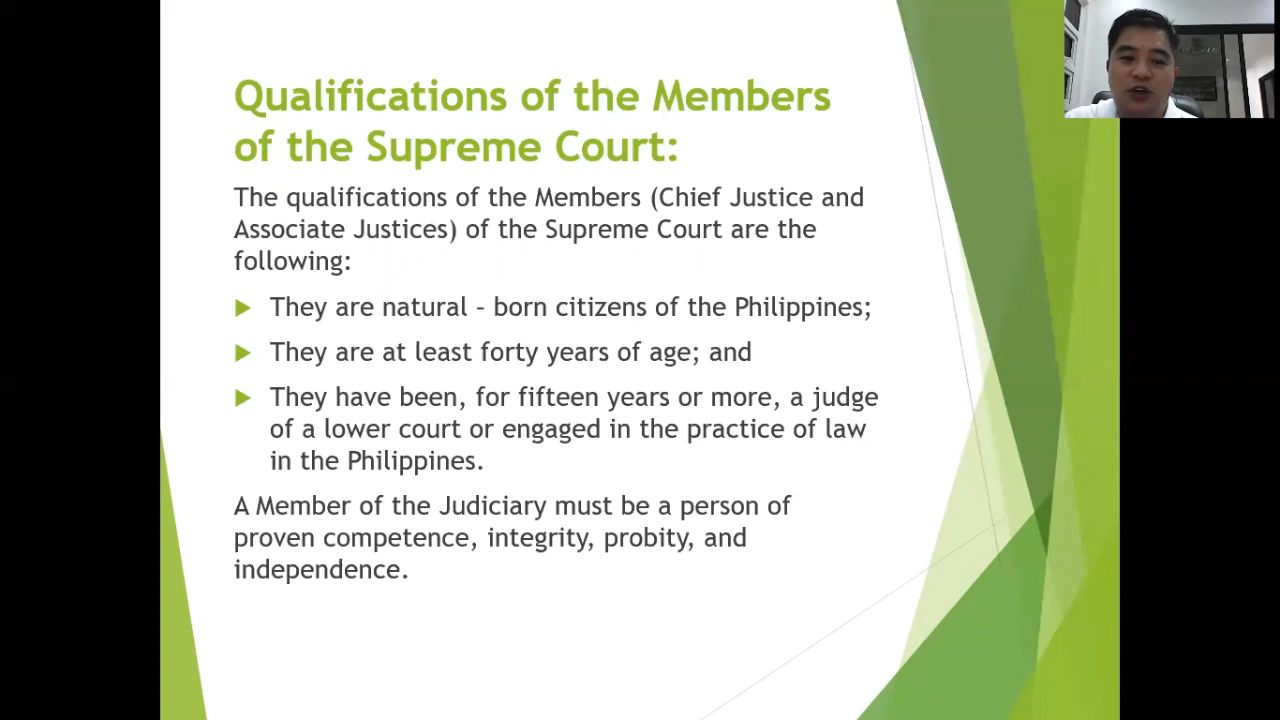 Qualifications of the Members
of the Supreme Court:
The qualifications of the Members (Chief Justice and
Associate Justices) of the Supreme Court are the
following:
They are natural – born citizens of the Philippines;
They are at least forty years of age; and
They have been, for fifteen years or more, a judge
of a lower court or engaged in the practice of law
in the Philippines.
A Member of the Judiciary must be a person of
proven competence, integrity, probity, and
independence.